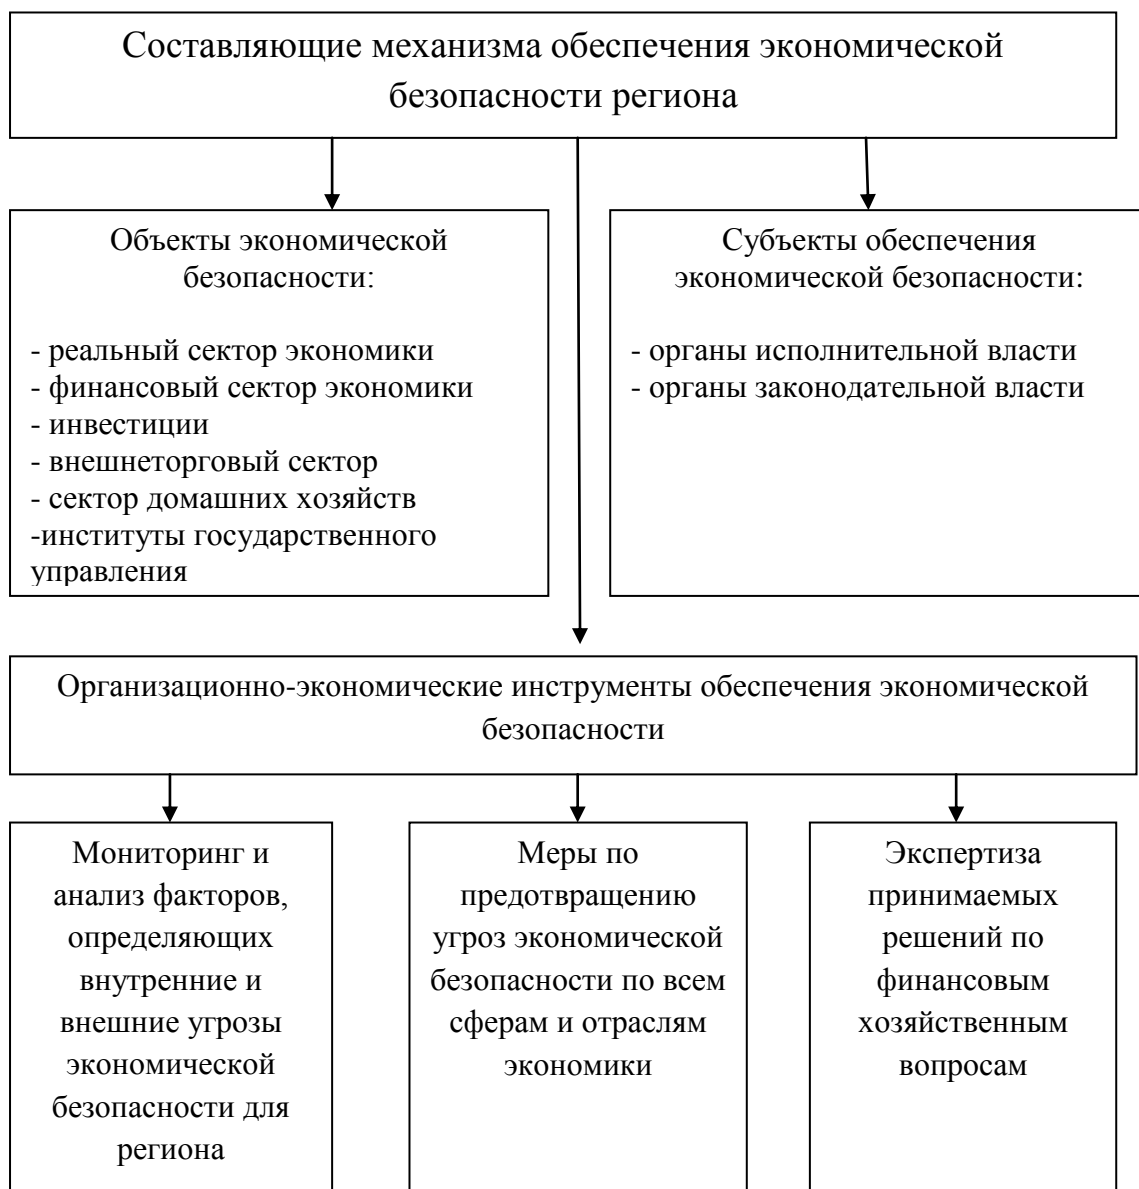 Составляющие механизма обеспечения экономической
безопасности региона
Объекты экономической
безопасности:
- реальный сектор экономики
- финансовый сектор экономики
- инвестиции
- внешнеторговый сектор
- сектор домашних хозяйств
-институты государственного
управления
Субъекты обеспечения
экономической безопасности:
- органы исполнительной власти
- органы законодательной власти
Организационно-экономические инструменты обеспечения экономической
безопасности
Мониторинг и
анализ факторов,
определяющих
внутренние и
внешние угрозы
экономической
безопасности для
региона
Меры по
предотвращению
угроз экономической
безопасности по всем
сферам и отраслям
экономики
Экспертиза
принимаемых
решений по
финансовым
хозяйственным
вопросам